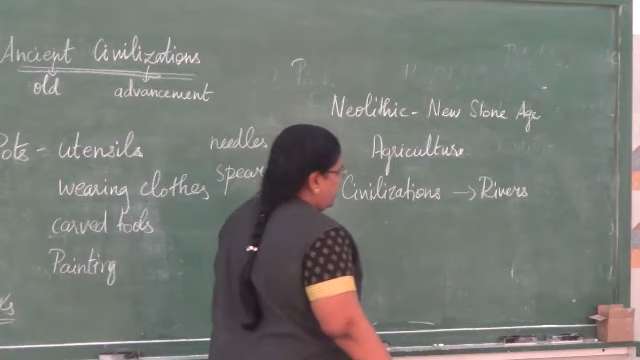 Ancient Civilizations
old advancement
Neolithic - New Stone Age
Pots = utensils
needles
Agriculture
spear
wearing clothes
Civilizations → Rivers
carved tools
Painting